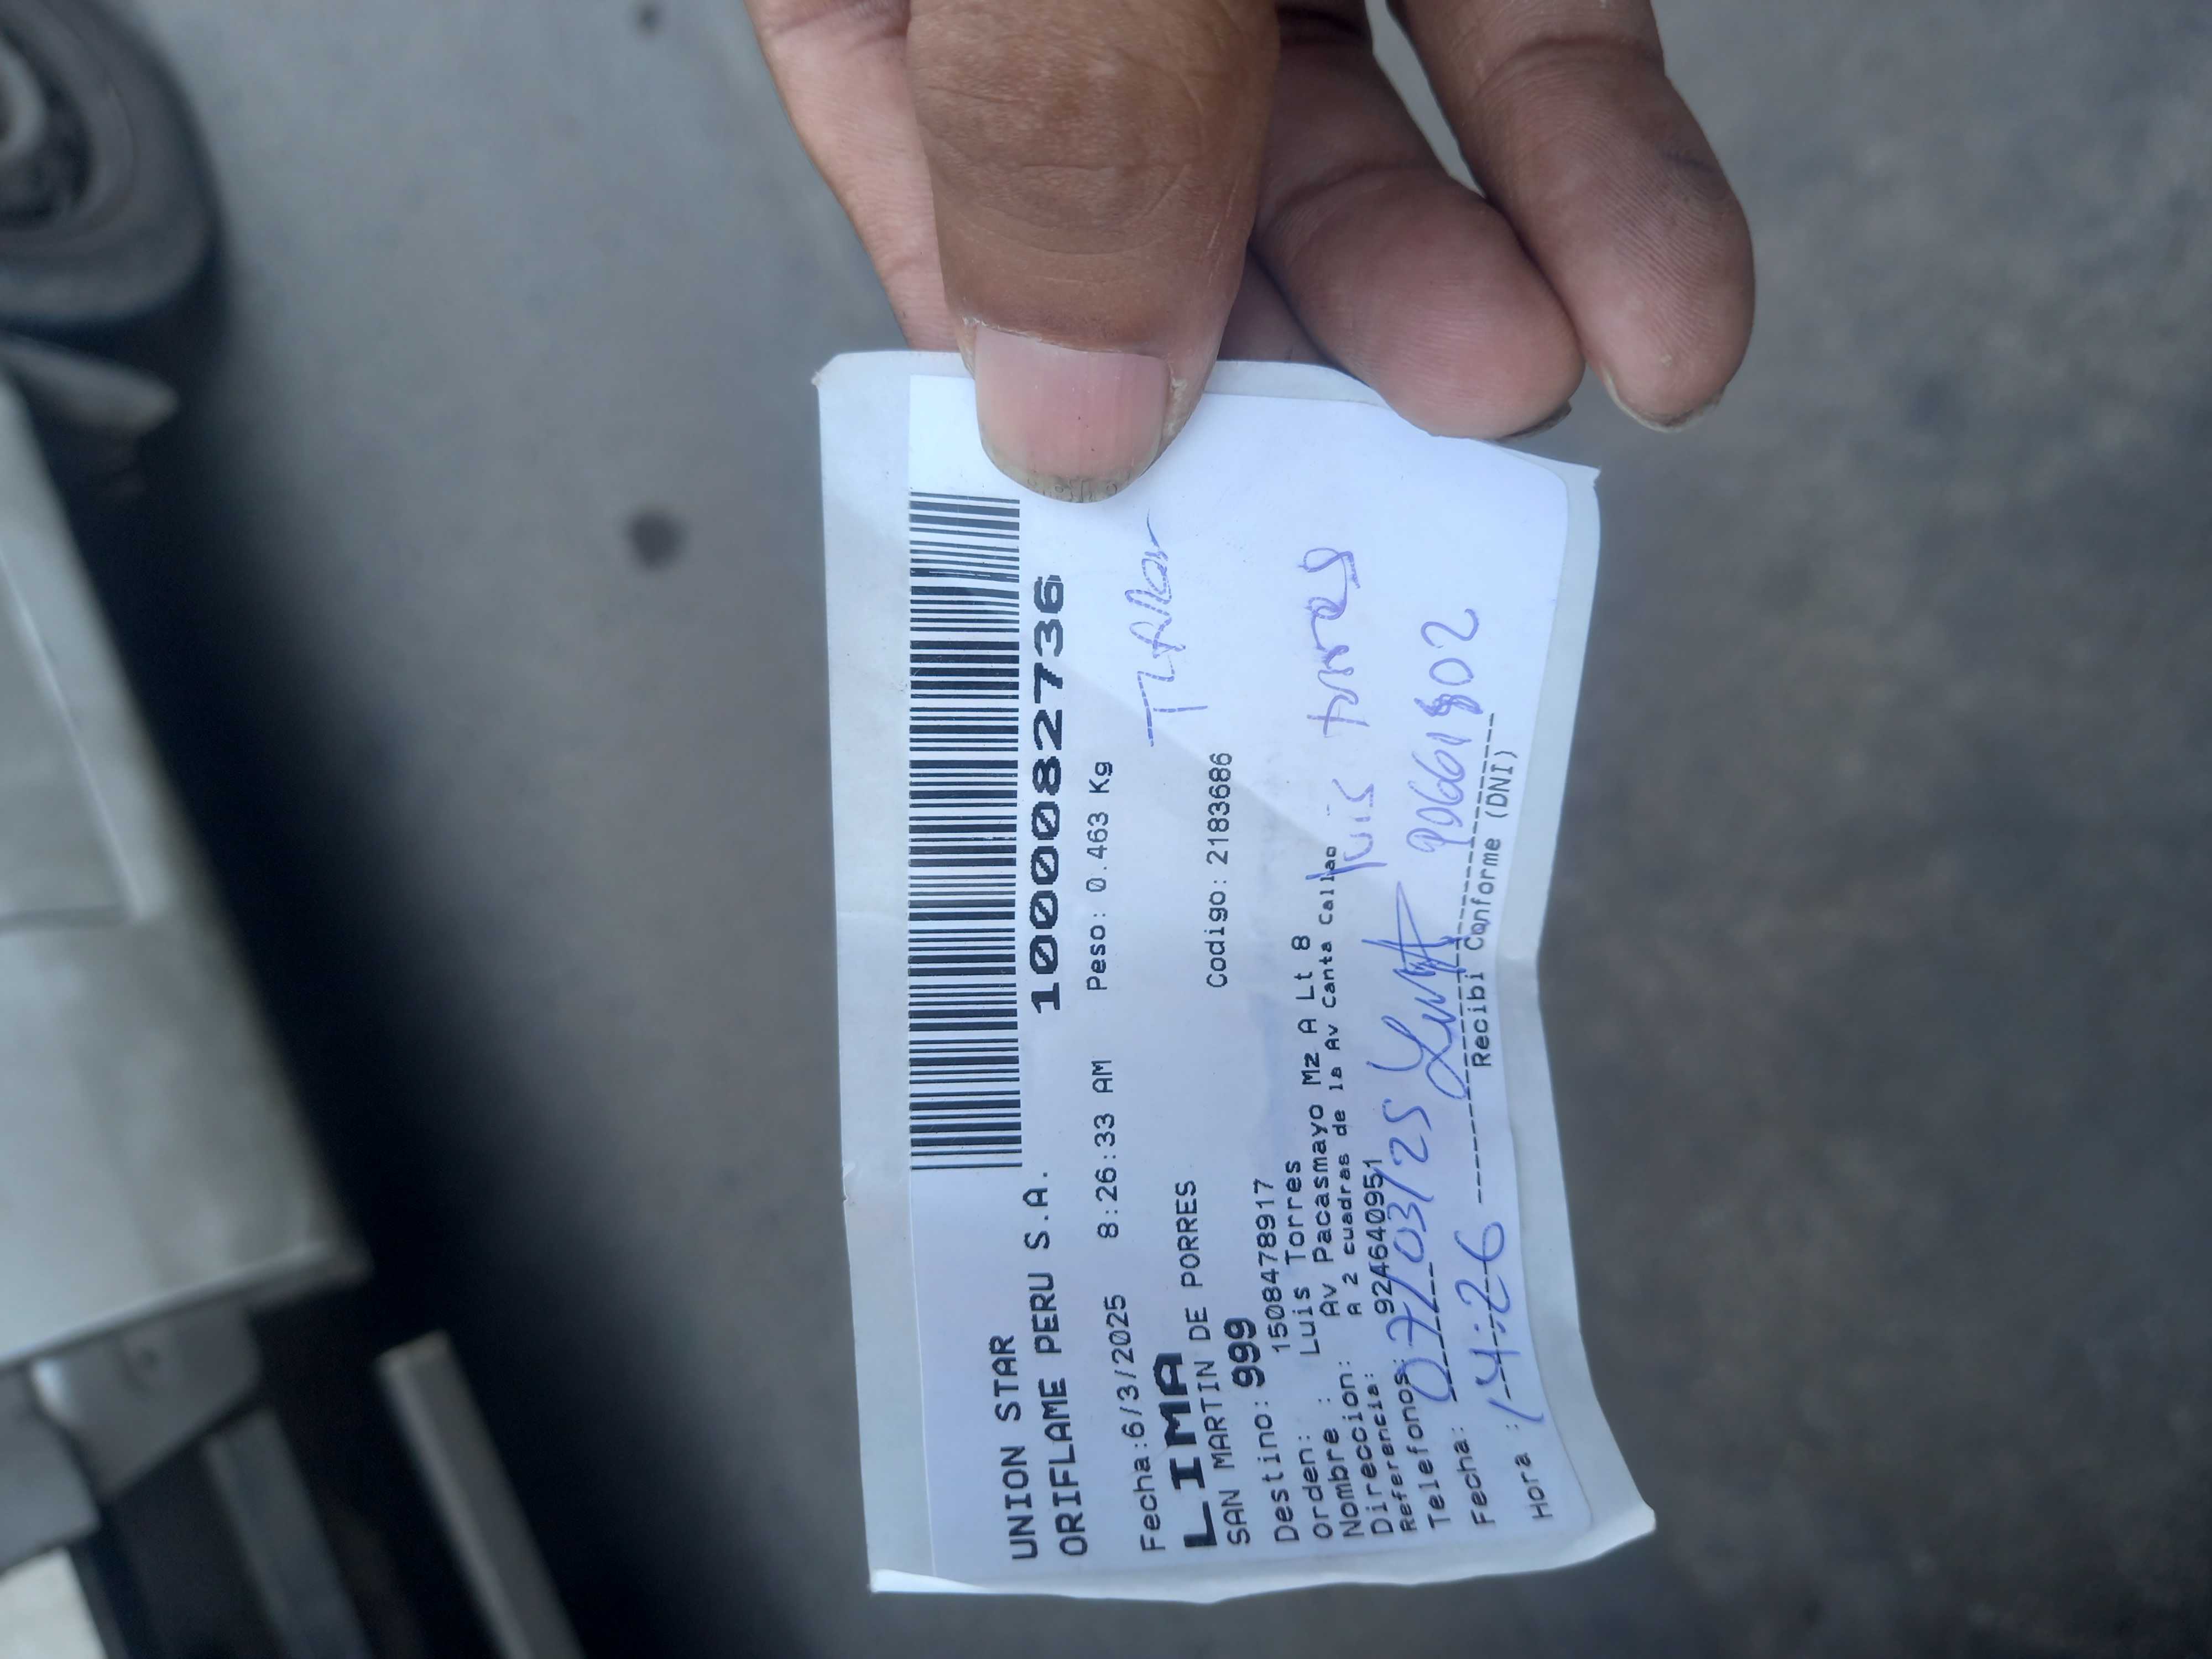 UNION STAR
ORIFLAME PERU S.A.
1000082736
Fecha:6/3/2025 8:26:33 AM Peso: 0.463 Kg
LIMA
SAN MARTIN DE PORRES
Destino: 999 Codigo: 2183686
Orden: 1508478917
Nombre : Luis Torres
Direccion: Av Pacasmayo Mz A Lt 8
Referencia: A 2 cuadras de la Av Canta Callao
Telefonos: 924640951
luis torres
Fecha: 07/03/25
Hora : 14:26
Recibi Conforme (DNI)